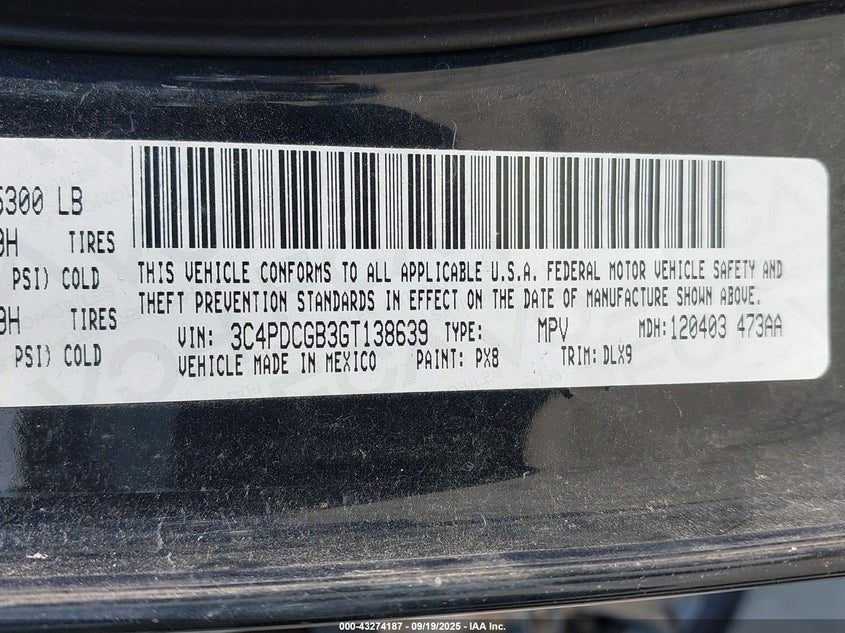 5300 LB
0H TIRES
PSI) COLD
0H TIRES
PSI) COLD
THIS VEHICLE CONFORMS TO ALL APPLICABLE U.S.A. FEDERAL MOTOR VEHICLE SAFETY AND
THEFT PREVENTION STANDARDS IN EFFECT ON THE DATE OF MANUFACTURE SHOWN ABOVE.
VIN: 3C4PDCGB3GT138639 TYPE: MPV MDH: 120403 473AA
VEHICLE MADE IN MEXICO PAINT: PX8 TRIM: DLX9
000-43274187 - 09/19/2025 - IAA Inc.